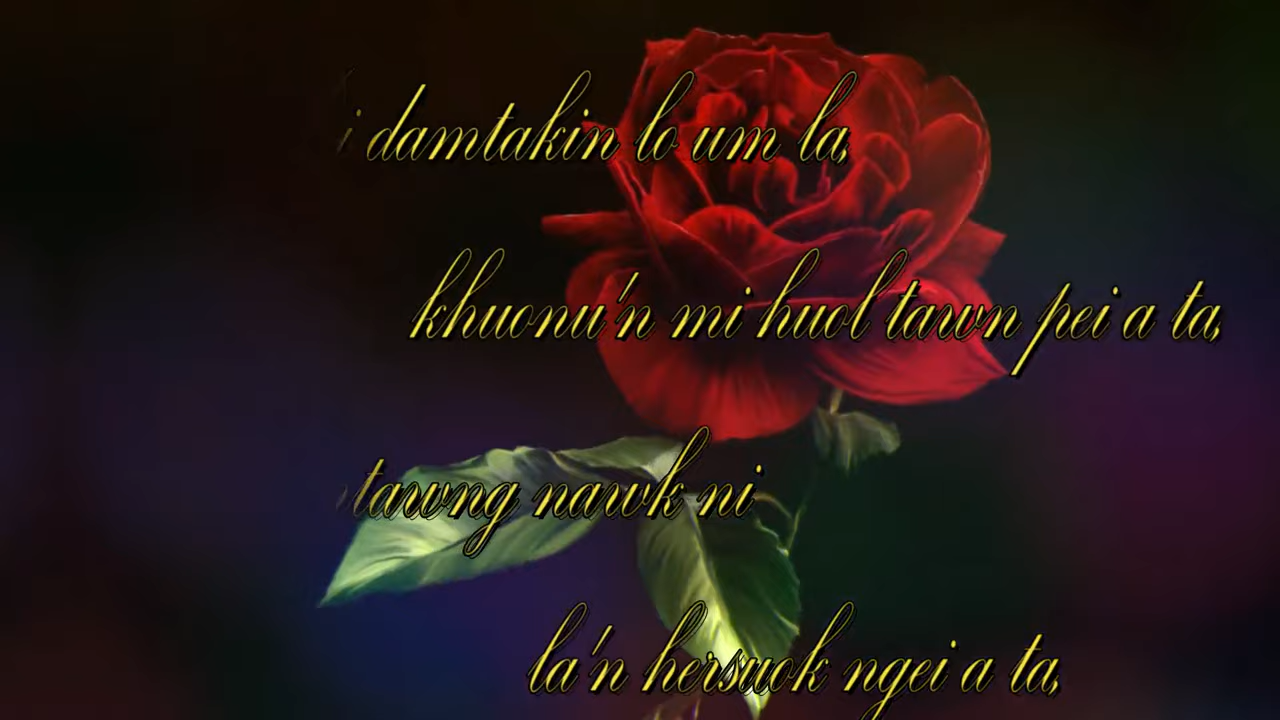 damtakin lo um la,
khuonu'n mi huol tawn pei a ta,
tawng nawk ni
la'n hersuok ngei a ta,